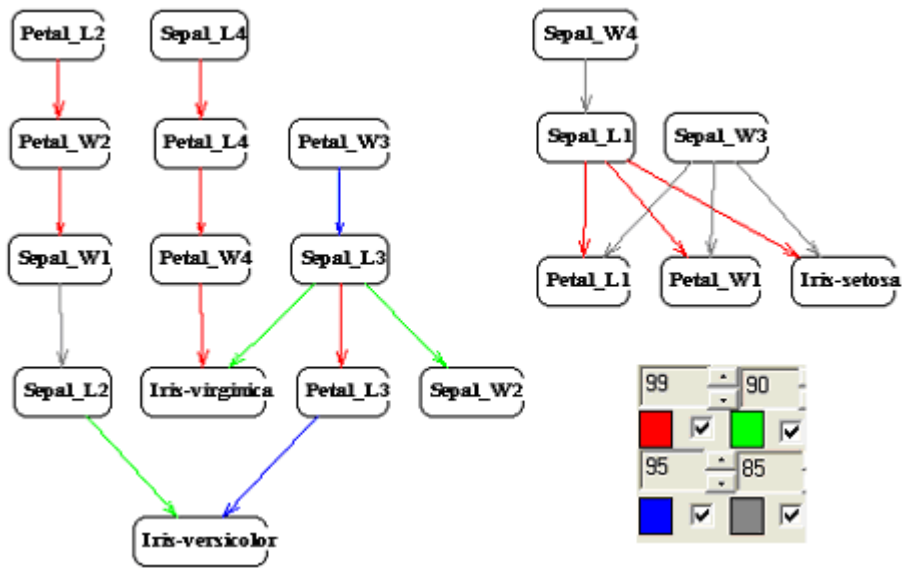 Petal_L2 Sepal_L4 Sepal_W4
Petal_W2 Petal_L4 Petal_W3 Sepal_L1 Sepal_W3
Sepal_W1 Petal_W4 Sepal_L3 Petal_L1 Petal_W1 Iris-setosa
Sepal_L2 Iris-virginica Petal_L3 Sepal_W2
99 90
95 85
Iris-versicolor